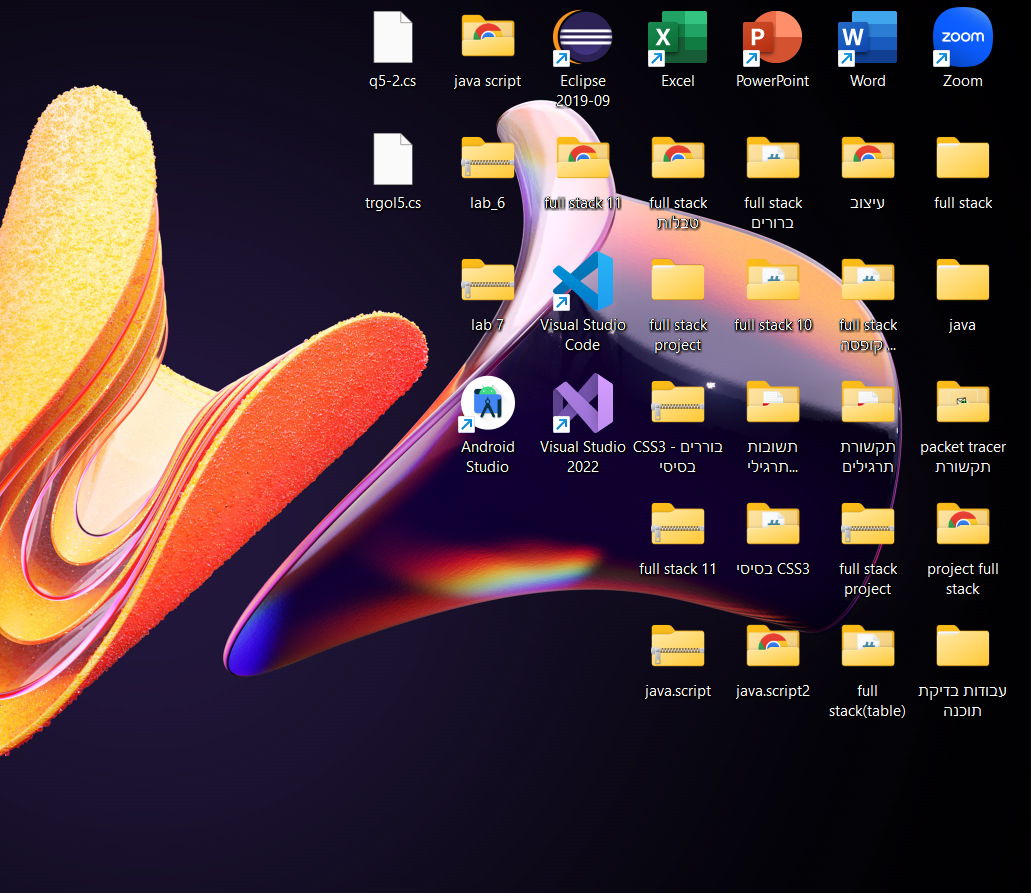 q5-2.cs
java script
Eclipse
2019-09
Excel
PowerPoint
Word
zoom
Zoom
trgol5.cs
lab_6
full stack 11
full stack
טבלות
full stack
ברורים
עיצוב
full stack
lab 7
Visual Studio
Code
full stack
project
full stack 10
full stack
קופסה ...
java
Android
Studio
Visual Studio
2022
CSS3 - בוררים
בסיסי
תשובות
תרגילי...
תקשורת
תרגילים
packet tracer
תקשורת
full stack 11
בסיסי CSS3
full stack
project
project full
stack
java.script
java.script2
full
stack(table)
עבודות בדיקת
תוכנה